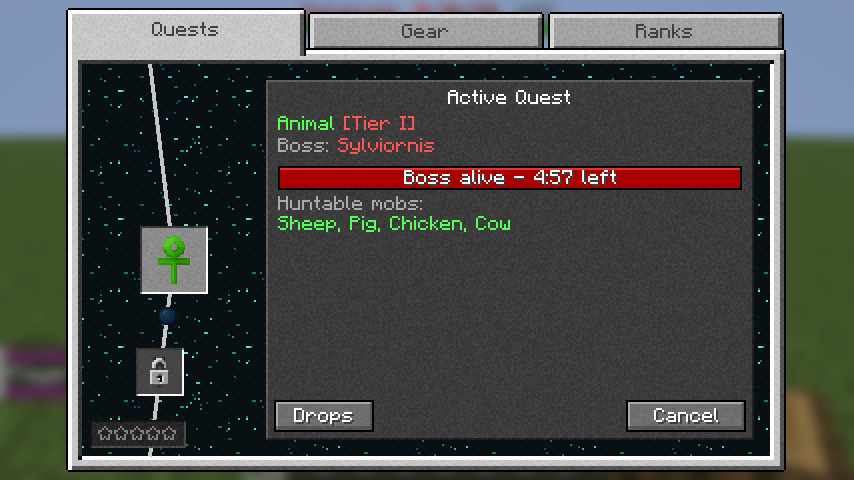 Quests
Gear
Ranks
Active Quest
Animal [Tier I]
Boss: Sylviornis
Boss alive - 4:57 left
Huntable mobs:
Sheep, Pig, Chicken, Cow
Drops
Cancel